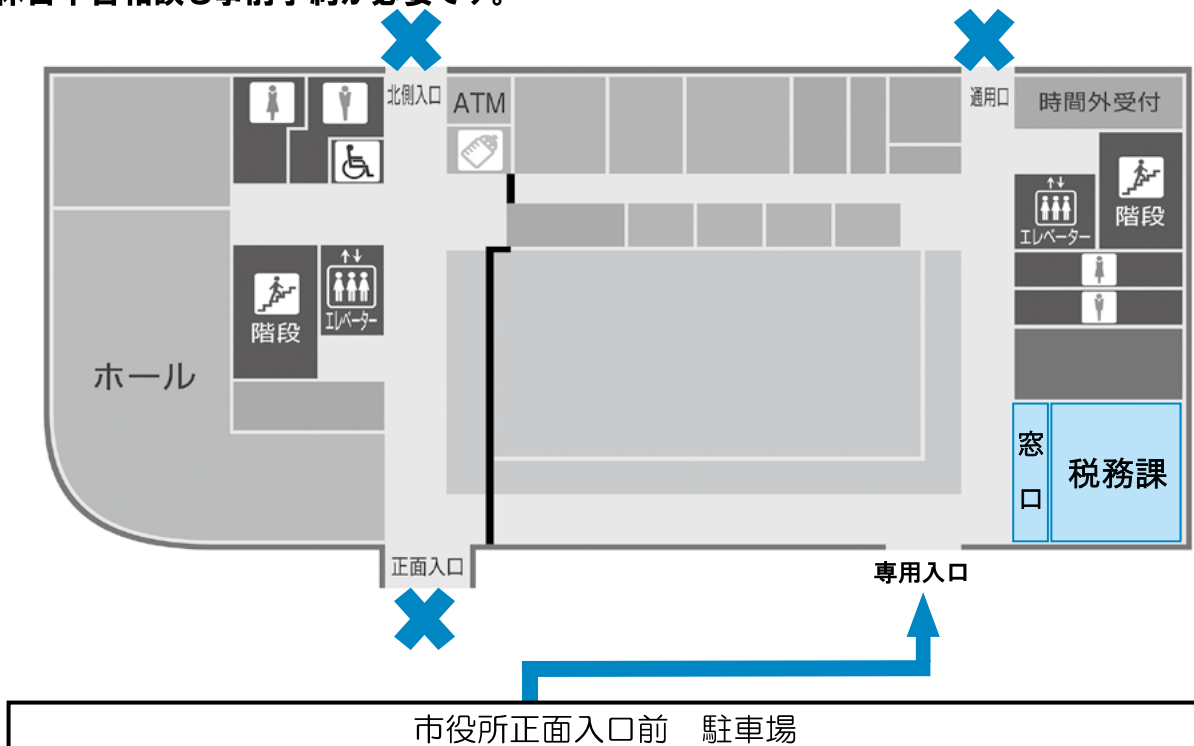 北側入口
ATM
通用口
時間外受付
階段
エレベーター
階段
エレベーター
ホール
窓口
税務課
正面入口
専用入口
市役所正面入口前　駐車場